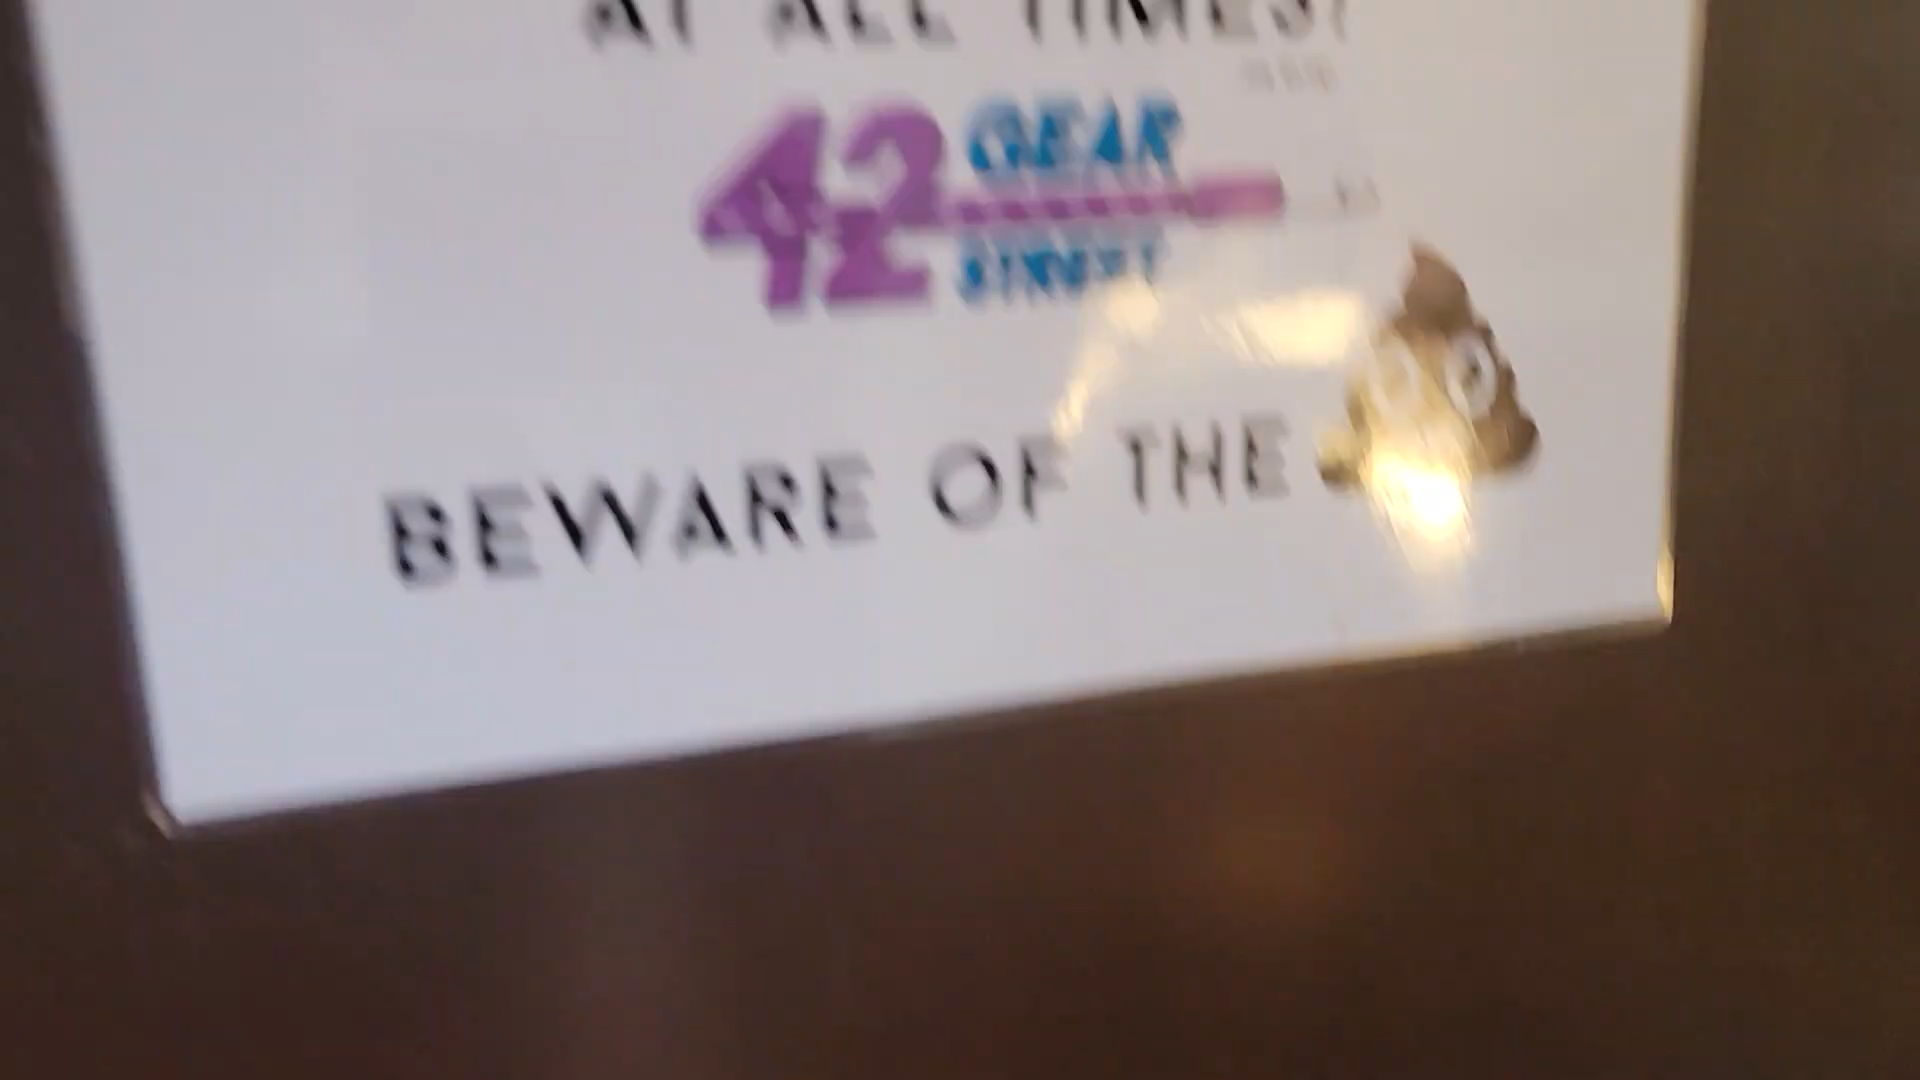 AT ALL TIMES!
42 GEAR
STREET
BEWARE OF THE